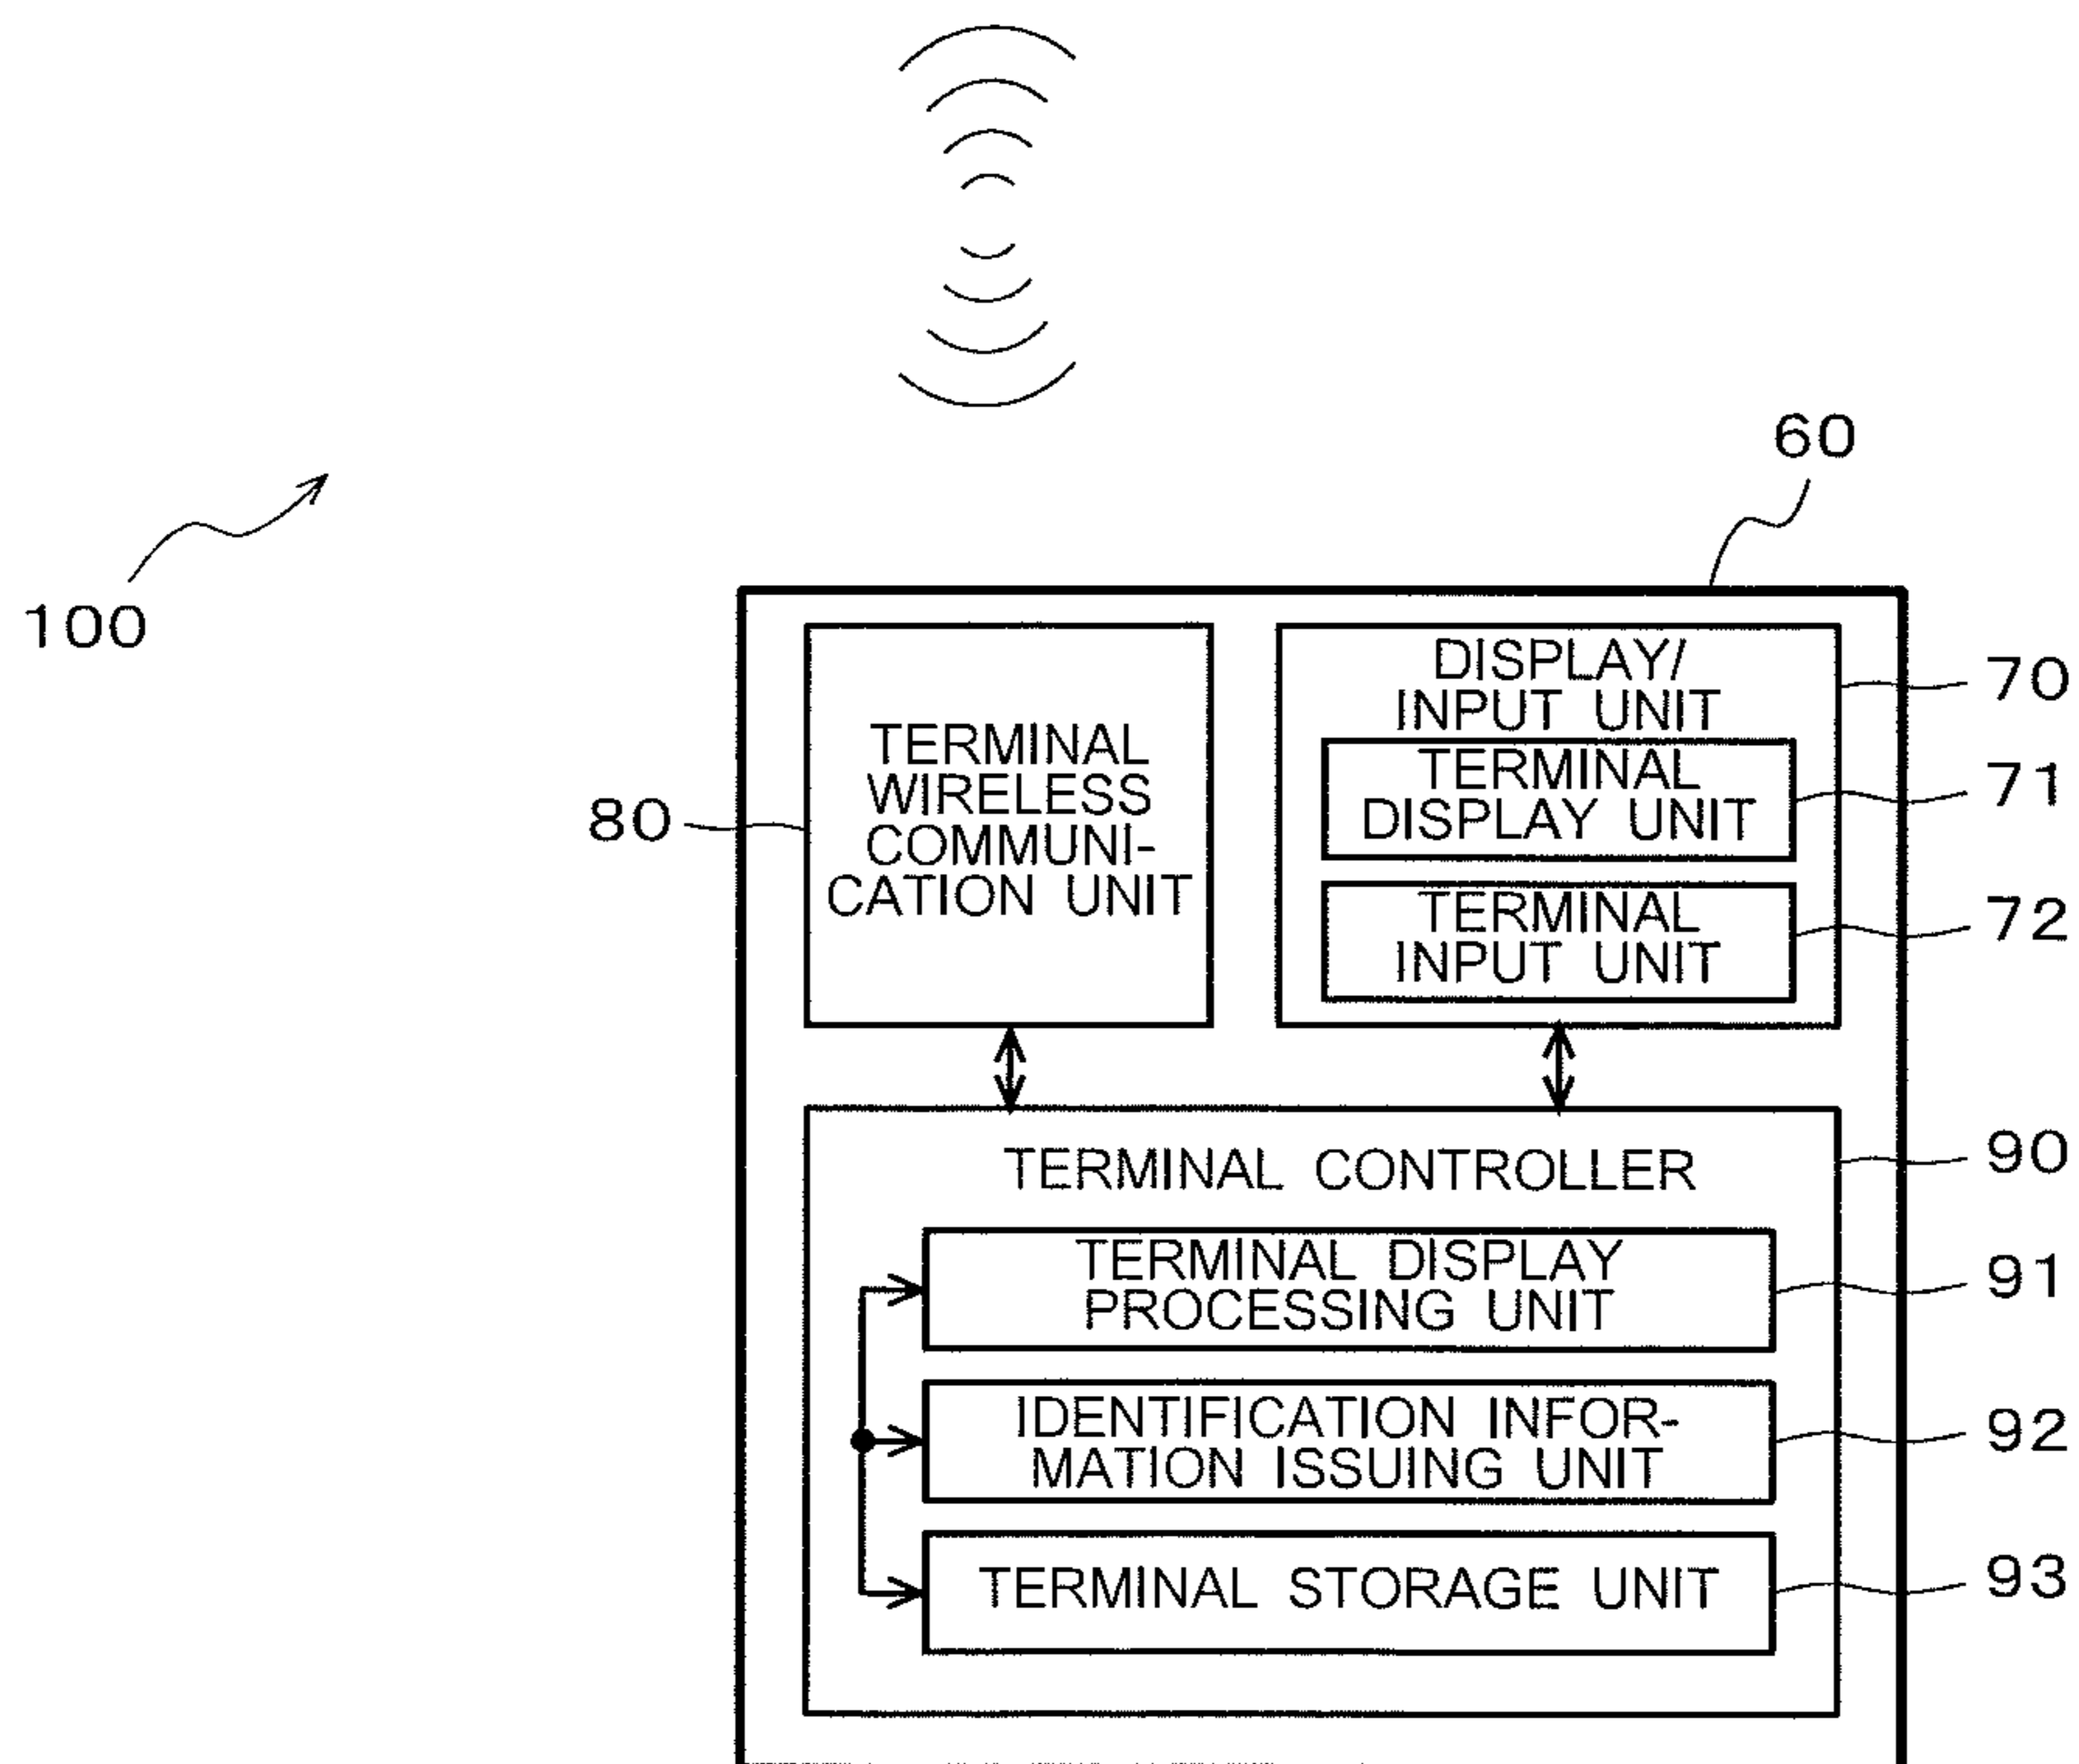 60
100
DISPLAY/
INPUT UNIT
70
TERMINAL
WIRELESS
COMMUNI-
CATION UNIT
80
TERMINAL
DISPLAY UNIT
71
TERMINAL
INPUT UNIT
72
TERMINAL CONTROLLER
90
TERMINAL DISPLAY
PROCESSING UNIT
91
IDENTIFICATION INFOR-
MATION ISSUING UNIT
92
TERMINAL STORAGE UNIT
93